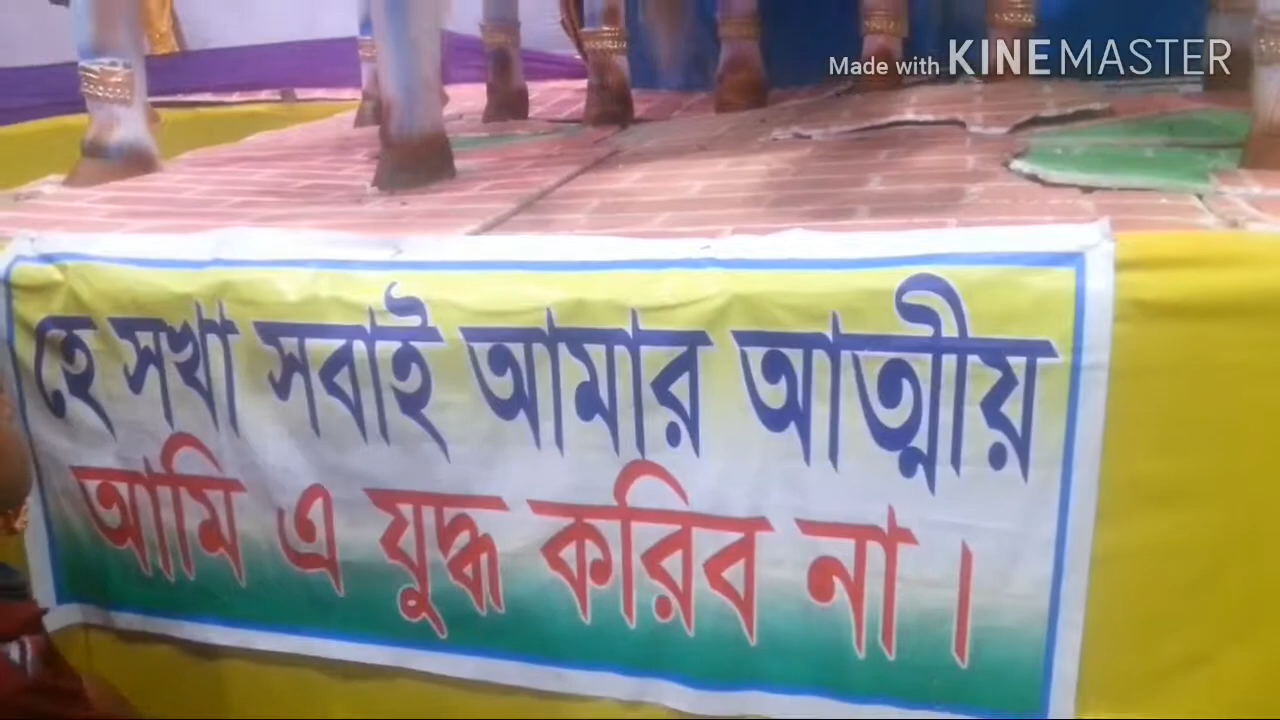 Made with KINEMASTER
হে সখা সবাই আমার আত্মীয়
আমি এ যুদ্ধ করিব না।